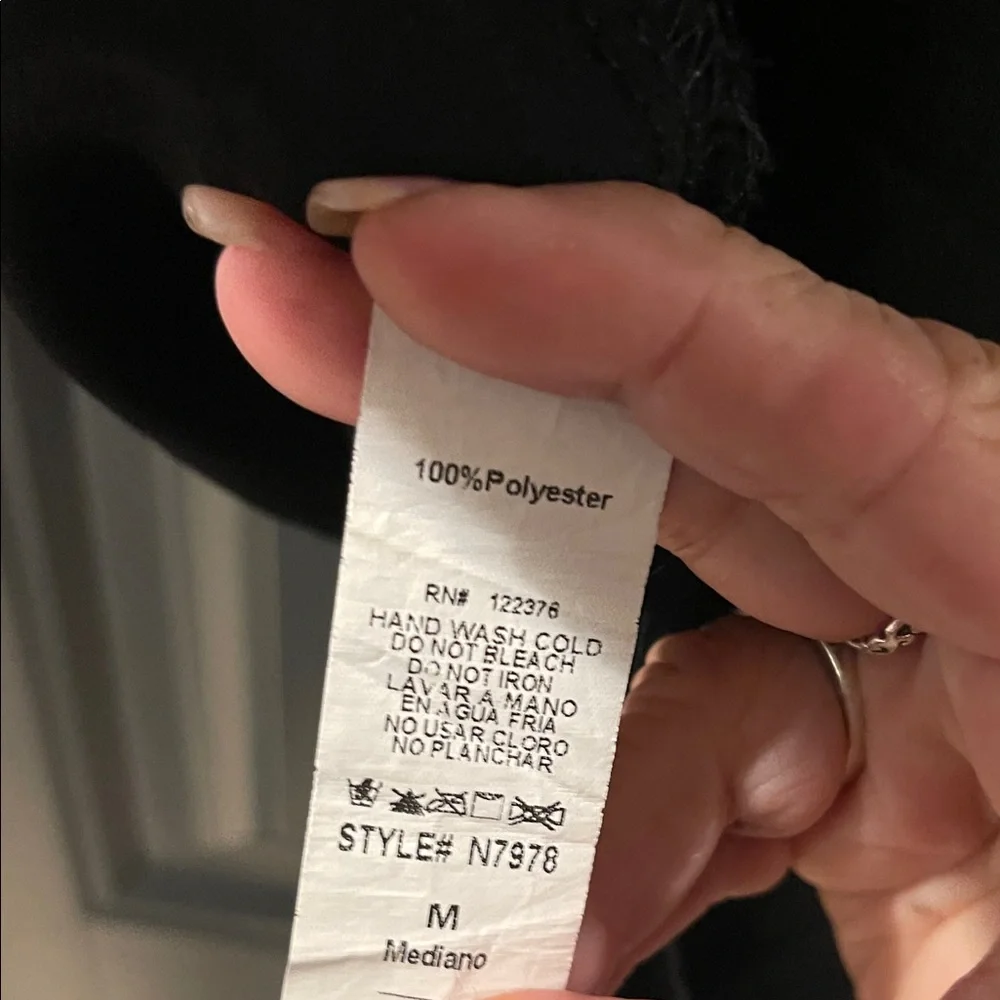 100%Polyester
RN# 122376
HAND WASH COLD
DO NOT BLEACH
DO NOT IRON
LAVAR A MANO
EN AGUA FRIA
NO USAR CLORO
NO PLANCHAR
STYLE# N7978
M
Mediano